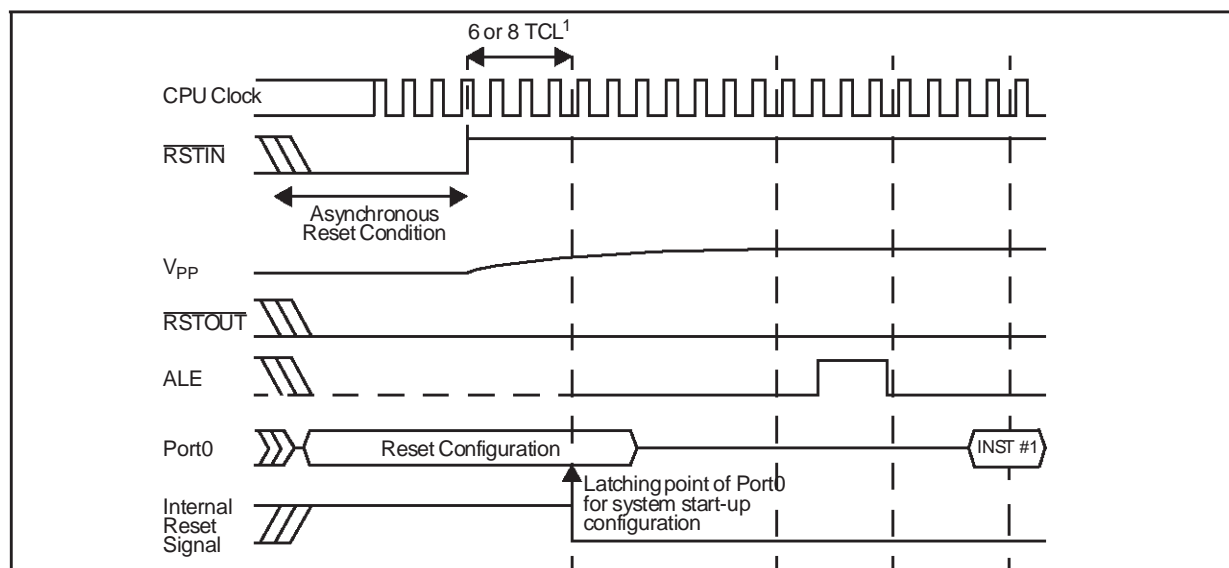 6 or 8 TCL1
CPU Clock
RSTIN
Asynchronous
Reset Condition
VPP
RSTOUT
ALE
Port0
Reset Configuration
INST #1
Latching point of Port0
for system start-up
configuration
Internal
Reset
Signal